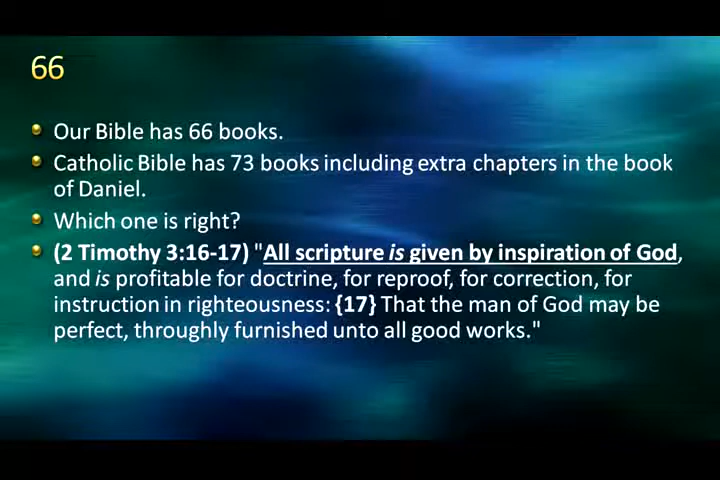 66
Our Bible has 66 books.
Catholic Bible has 73 books including extra chapters in the book
of Daniel.
Which one is right?
(2 Timothy 3:16-17) "All scripture is given by inspiration of God,
and is profitable for doctrine, for reproof, for correction, for
instruction in righteousness: {17} That the man of God may be
perfect, throughly furnished unto all good works."